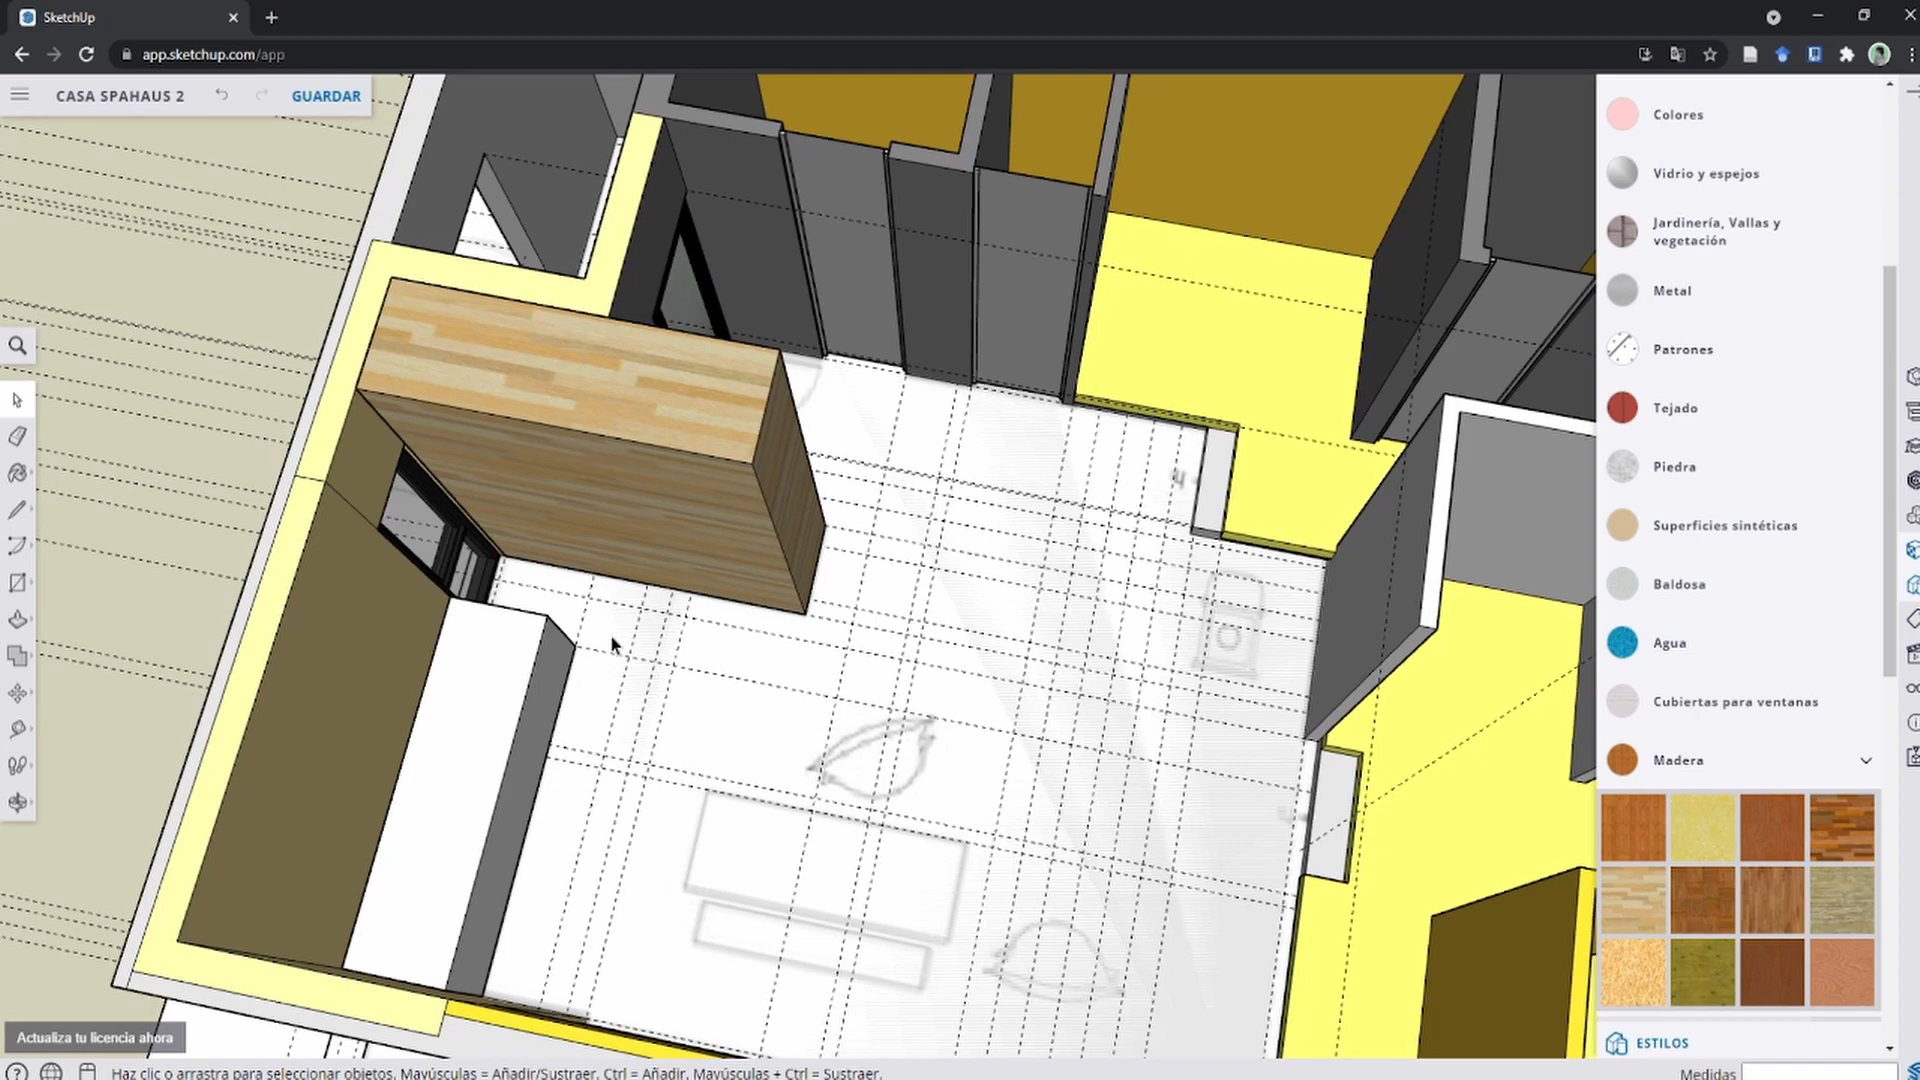 SketchUp
app.sketchup.com/app
CASA SPAHAUS 2
GUARDAR
Colores
Vidrio y espejos
Jardinería, Vallas y
vegetación
Metal
Patrones
Tejado
Piedra
Superficies sintéticas
Baldosa
Agua
Cubiertas para ventanas
Madera
ESTILOS
Actualiza tu licencia ahora
Haz clic o arrastra para seleccionar objetos. Mayúsculas = Añadir/Sustraer. Ctrl = Añadir. Mayúsculas + Ctrl = Sustraer.
Medidas